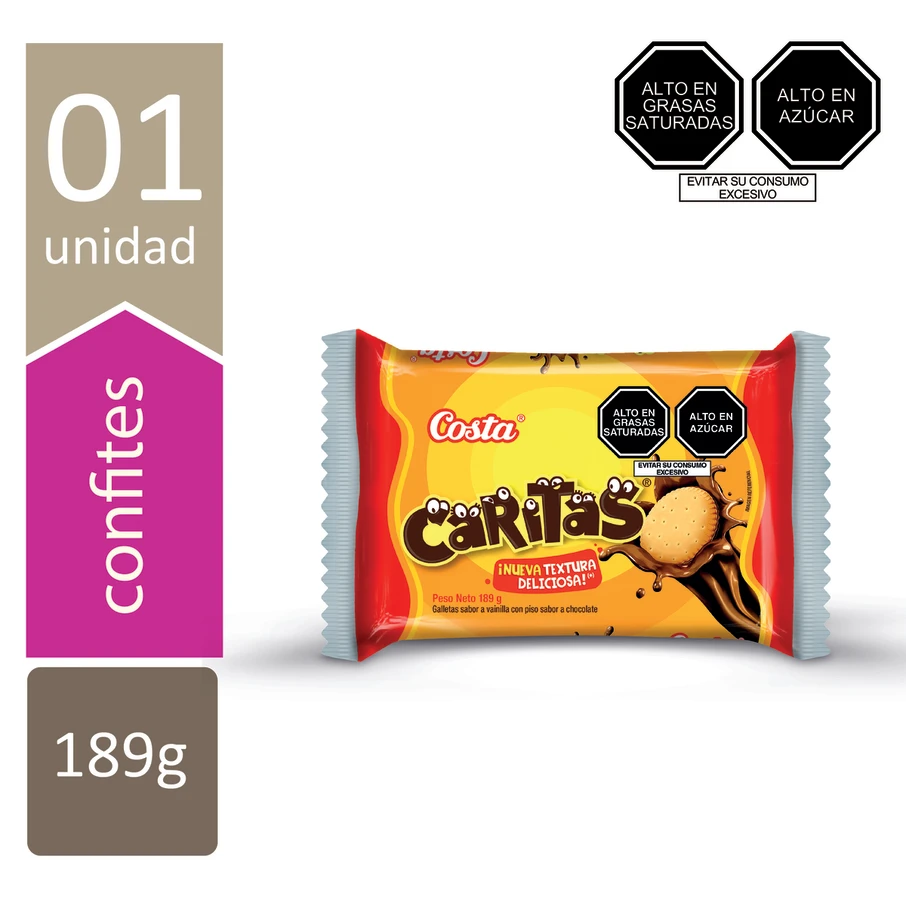 01
unidad
confites
189g
ALTO EN
GRASAS
SATURADAS
ALTO EN
AZÚCAR
EVITAR SU CONSUMO
EXCESIVO
Costa
Costa®
ALTO EN
GRASAS
SATURADAS
ALTO EN
AZÚCAR
EVITAR SU CONSUMO
EXCESIVO
CARITAS®
¡NUEVA TEXTURA
DELICIOSA!(*)
Peso Neto 189 g
Galletas sabor a vainilla con piso sabor a chocolate